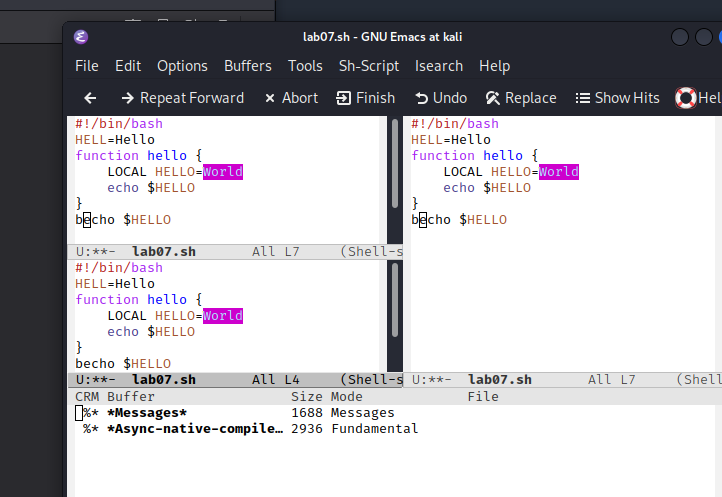 lab07.sh - GNU Emacs at kali
File Edit Options Buffers Tools Sh-Script Isearch Help
Repeat Forward Abort Finish Undo Replace Show Hits Hel
#!/bin/bash
HELL=Hello
function hello {
    LOCAL HELLO=World
    echo $HELLO
}
becho $HELLO
U:**-  lab07.sh       All L7     (Shell-s
#!/bin/bash
HELL=Hello
function hello {
    LOCAL HELLO=World
    echo $HELLO
}
becho $HELLO
U:**-  lab07.sh       All L4     (Shell-s
#!/bin/bash
HELL=Hello
function hello {
    LOCAL HELLO=World
    echo $HELLO
}
becho $HELLO
U:**-  lab07.sh       All L7     (Shell
CRM Buffer                 Size Mode             File
 %* *Messages*             1688 Messages
 %* *Async-native-compile… 2936 Fundamental